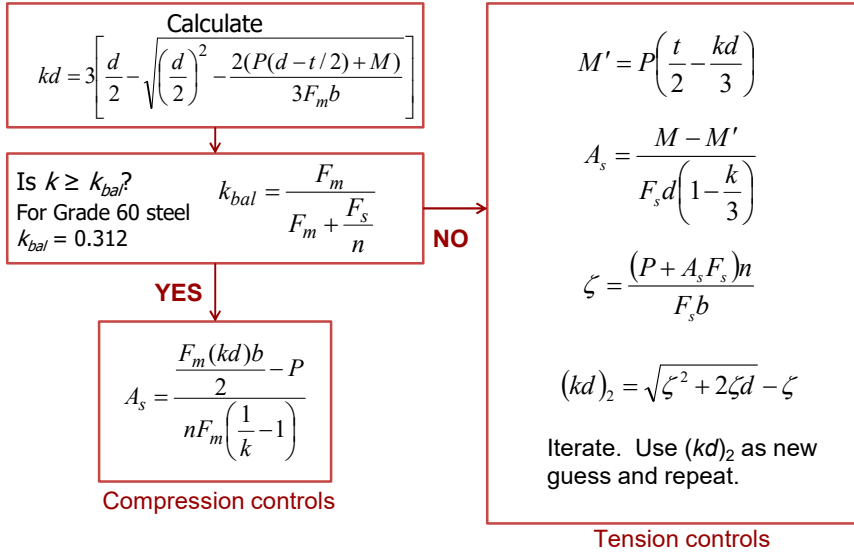 Calculate
kd = 3[d/2 − √((d/2)² − 2(P(d − t/2) + M)/(3F_m b))]
Is k ≥ k_bal?
For Grade 60 steel
k_bal = 0.312
k_bal = F_m/(F_m + F_s/n)
NO
YES
A_s = (F_m(kd)b/2 − P)/(nF_m(1/k − 1))
Compression controls
M′ = P(t/2 − kd/3)
A_s = (M − M′)/(F_s d(1 − k/3))
ζ = (P + A_s F_s)n/(F_s b)
(kd)₂ = √(ζ² + 2ζd) − ζ
Iterate. Use (kd)₂ as new
guess and repeat.
Tension controls